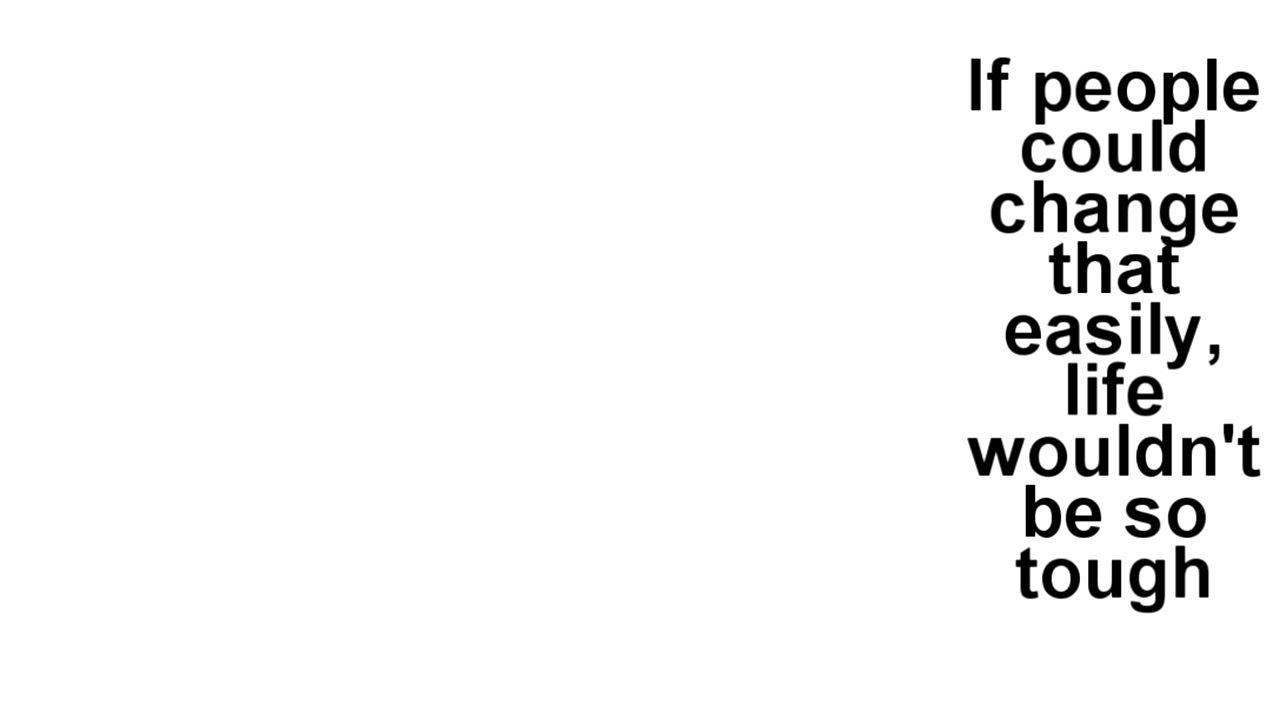 If people
could
change
that
easily,
life
wouldn't
be so
tough